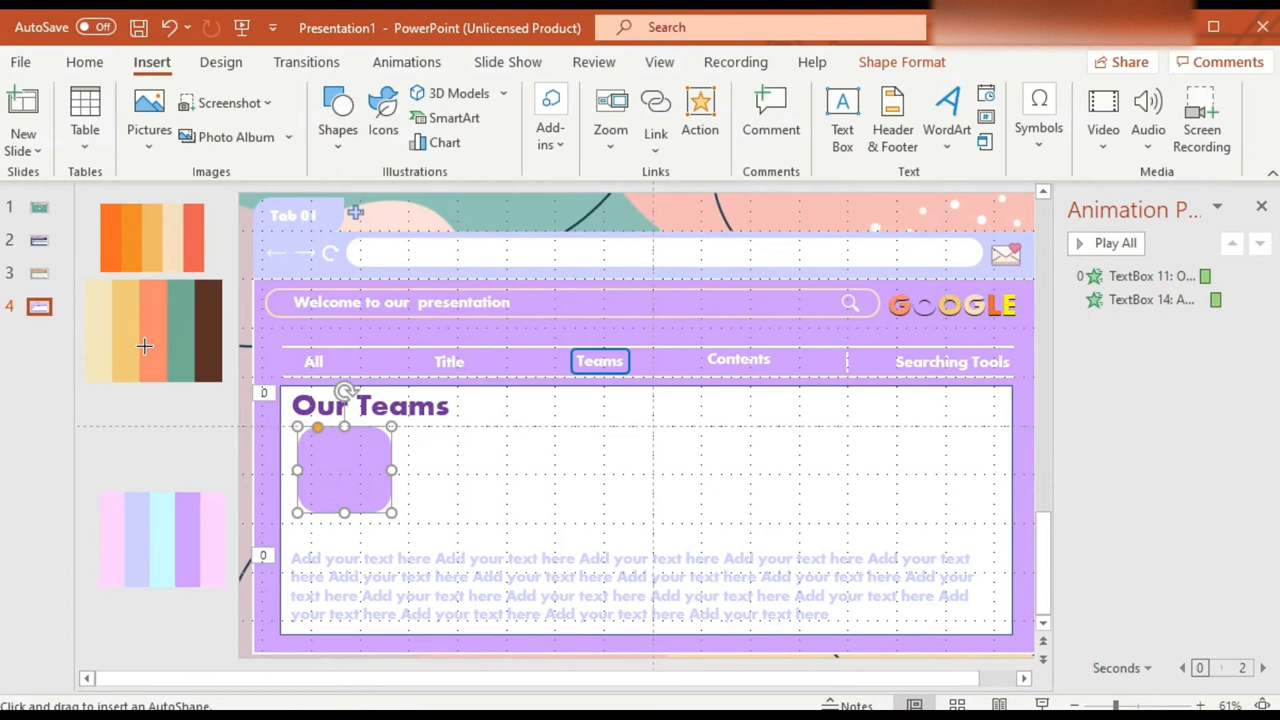 AutoSave Off Presentation1 - PowerPoint (Unlicensed Product) Search
File Home Insert Design Transitions Animations Slide Show Review View Recording Help Shape Format Share Comments
New Slide Table Pictures Screenshot Photo Album Shapes Icons 3D Models SmartArt Chart Add-ins Zoom Link Action Comment Text Box Header & Footer WordArt Symbols Video Audio Screen Recording
Slides Tables Images Illustrations Links Comments Text Media
1
2
3
4
Tab 01
Welcome to our presentation GOOGLE
All Title Teams Contents Searching Tools
0
Our Teams
0
Add your text here Add your text here Add your text here Add your text here Add your text
here Add your text here Add your text here Add your text here Add your text here Add your
text here Add your text here Add your text here Add your text here Add your text here Add
your text here Add your text here Add your text here Add your text here
Animation P...
Play All
0 TextBox 11: O...
TextBox 14: A...
Seconds 0 2
Click and drag to insert an AutoShape. Notes 61%